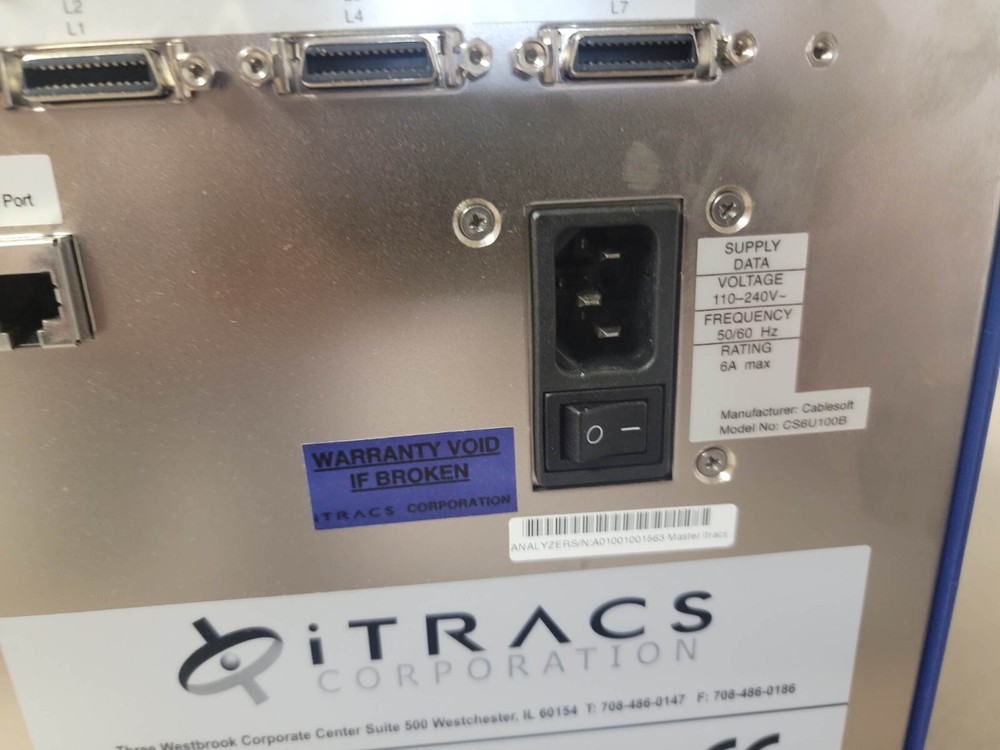 L2
L1
L4
L7
Port
SUPPLY
DATA
VOLTAGE
110–240V~
FREQUENCY
50/60 Hz
RATING
6A max
Manufacturer: Cablesoft
Model No: CS6U100B
O —
WARRANTY VOID
IF BROKEN
iTRACS CORPORATION
ANALYZERS/N:A01001001563 Master itracs
iTRACS
CORPORATION
Three Westbrook Corporate Center Suite 500 Westchester, IL 60154 T: 708-486-0147 F: 708-486-0186
CE